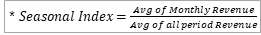 * Seasonal Index = Avg of Monthly Revenue / Avg of all period Revenue